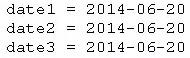 date1 = 2014-06-20
date2 = 2014-06-20
date3 = 2014-06-20